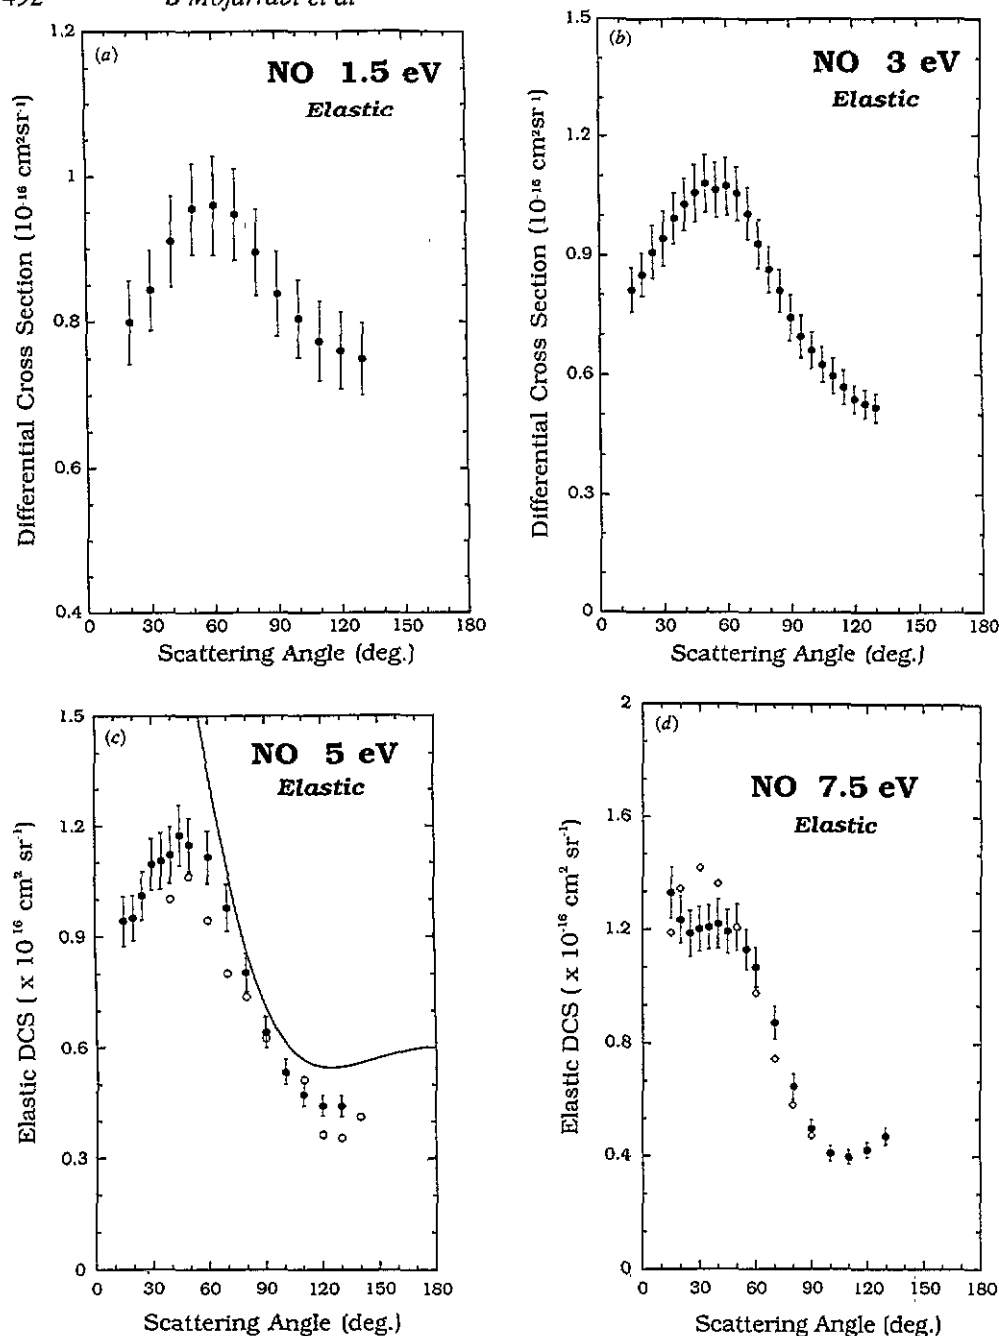 492 B Mojarrabi et al
(a)
NO 1.5 eV
Elastic
Differential Cross Section (10⁻¹⁶ cm²sr⁻¹)
1.2
1
0.8
0.6
0.4
0 30 60 90 120 150 180
Scattering Angle (deg.)
(b)
NO 3 eV
Elastic
Differential Cross Section (10⁻¹⁶ cm²sr⁻¹)
1.5
1.2
0.9
0.6
0.3
0
0 30 60 90 120 150 180
Scattering Angle (deg.)
(c)
NO 5 eV
Elastic
Elastic DCS ( x 10⁻¹⁶ cm² sr⁻¹)
1.5
1.2
0.9
0.6
0.3
0
0 30 60 90 120 150 180
Scattering Angle (deg.)
(d)
NO 7.5 eV
Elastic
Elastic DCS ( x 10⁻¹⁶ cm² sr⁻¹)
2
1.6
1.2
0.8
0.4
0
0 30 60 90 120 150 180
Scattering Angle (deg.)